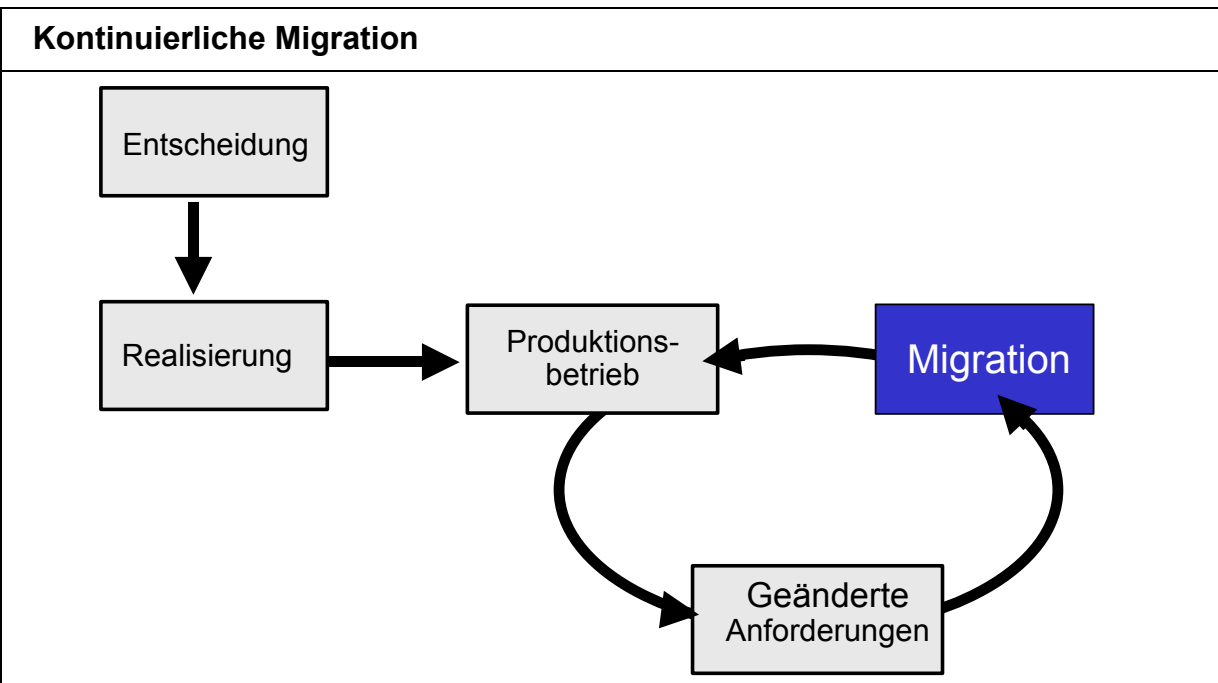 Kontinuierliche Migration
Entscheidung
Realisierung
Produktions-
betrieb
Migration
Geänderte
Anforderungen